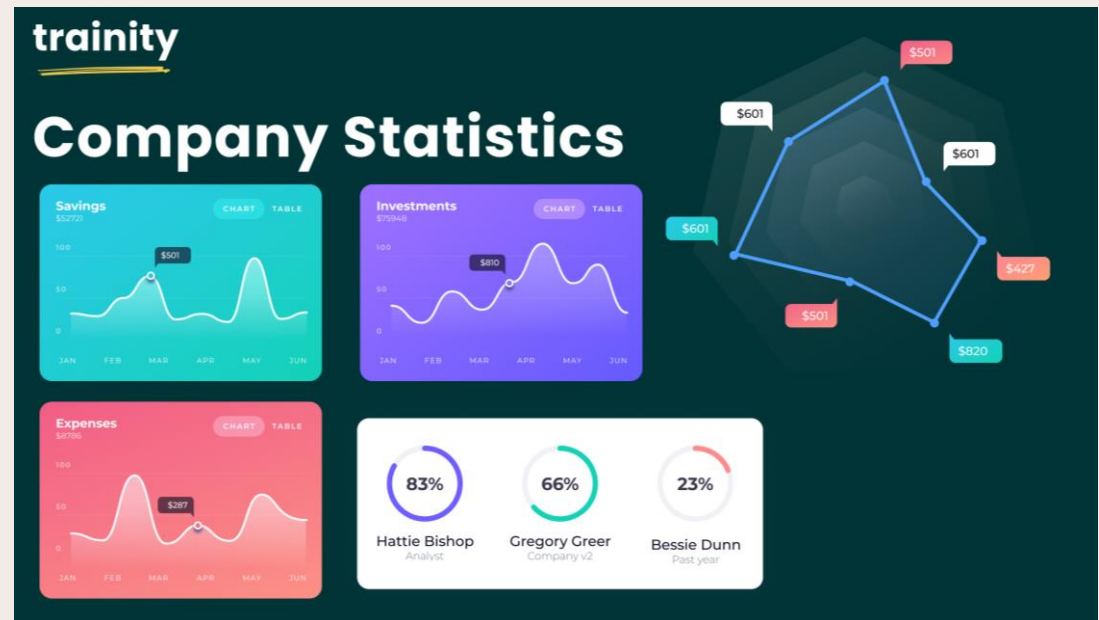 trainity
Company Statistics
Savings
$52721
CHART TABLE
100
$501
50
0
JAN FEB MAR APR MAY JUN
Investments
$75948
CHART TABLE
100
$810
50
0
JAN FEB MAR APR MAY JUN
$501
$601
$601
$601
$427
$501
$820
Expenses
$8786
CHART TABLE
100
50
$287
0
JAN FEB MAR APR MAY JUN
83%
Hattie Bishop
Analyst
66%
Gregory Greer
Company v2
23%
Bessie Dunn
Past year